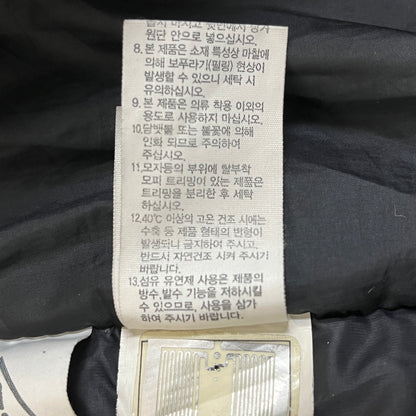 원단 안으로 넣으십시오.
8. 본 제품은 소재 특성상 마찰에
의해 보푸라기(필링) 현상이
발생할 수 있으니 세탁 시
유의하십시오.
9. 본 제품은 의류 착용 이외의
용도로 사용하지 마십시오.
10. 담뱃불 또는 불꽃에 의해
인화 되므로 주의하여
주십시오.
11. 모자등의 부위에 탈부착
모피 트리밍이 있는 제품은
트리밍을 분리한 후 세탁
하십시오.
12. 40℃ 이상의 고온 건조 시에는
수축 등 제품 형태의 변형이
발생되니 금지하여 주시고,
반드시 자연건조 시켜 주시기
바랍니다.
13. 섬유 유연제 사용은 제품의
방수, 발수 기능을 저하시킬
수 있으므로, 사용을 삼가
하여 주시기 바랍니다.